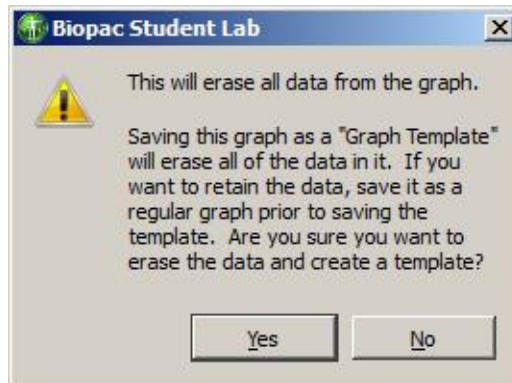 Biopac Student Lab
This will erase all data from the graph.
Saving this graph as a "Graph Template"
will erase all of the data in it.  If you
want to retain the data, save it as a
regular graph prior to saving the
template.  Are you sure you want to
erase the data and create a template?
Yes
No